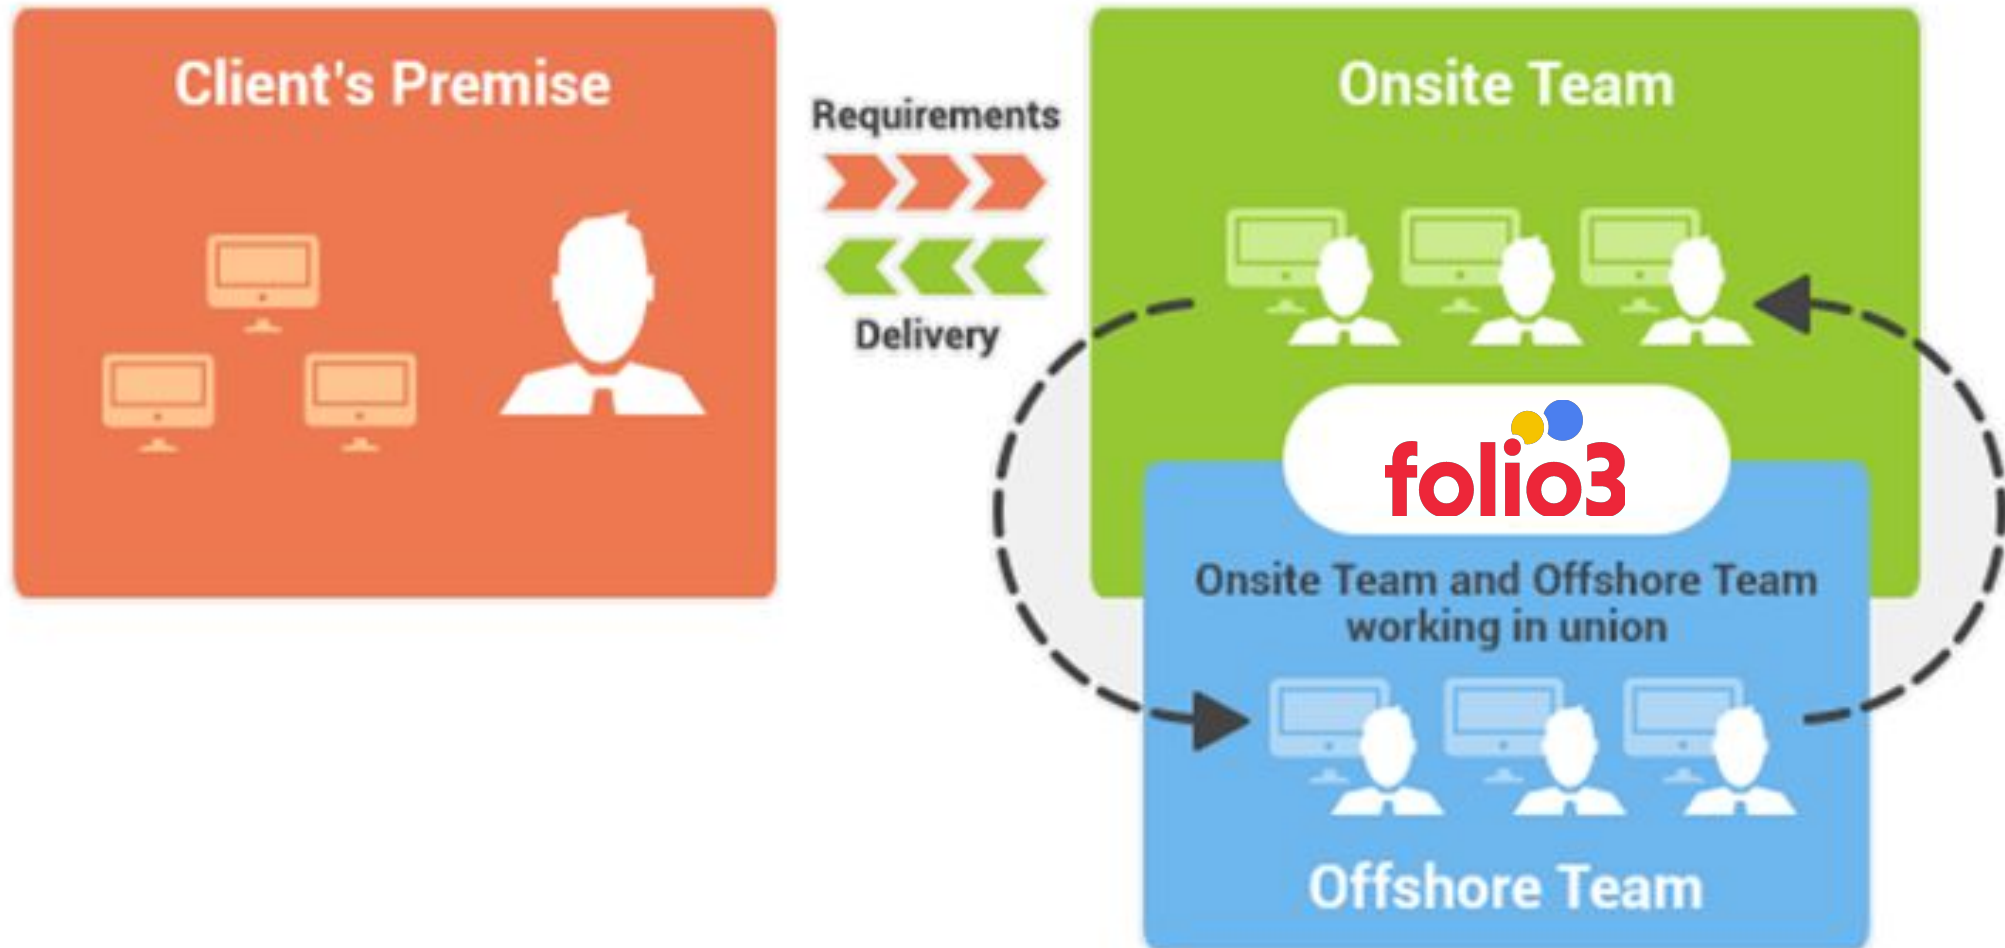 Client's Premise
Requirements
Delivery
Onsite Team
folio3
Onsite Team and Offshore Team
working in union
Offshore Team